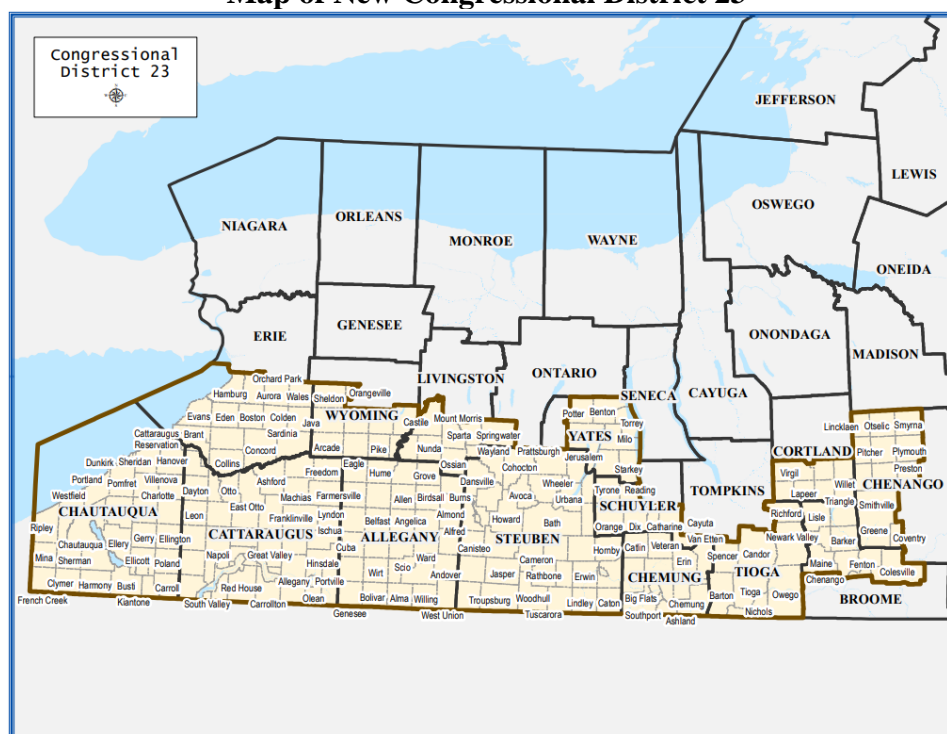 Congressional
District 23
JEFFERSON
LEWIS
OSWEGO
NIAGARA
ORLEANS
MONROE
WAYNE
ONEIDA
ERIE
GENESEE
ONONDAGA
MADISON
LIVINGSTON
ONTARIO
SENECA
CAYUGA
Orchard Park
Hamburg
Aurora
Wales
Sheldon
Orangeville
WYOMING
Castile
Mount Morris
Potter
Benton
Torrey
Evans
Eden
Boston
Colden
Java
Sardinia
Sparta
Springwater
YATES
Milo
Lincklaen
Otselic
Smyrna
Cattaraugus
Reservation
Brant
Concord
Collins
Arcade
Pike
Nunda
Wayland
Prattsburgh
Jerusalem
CORTLAND
Pitcher
Plymouth
Preston
CHENANGO
Dunkirk
Sheridan
Hanover
Eagle
Ossian
Cohocton
Starkey
Virgil
Portland
Pomfret
Villenova
Dayton
Otto
Ashford
Freedom
Hume
Grove
Dansville
Wheeler
Tyrone
Reading
TOMPKINS
Lapeer
Willet
Westfield
Charlotte
Leon
East Otto
Machias
Farmersville
Allen
Birdsall
Burns
Avoca
Urbana
SCHUYLER
Richford
Lisle
Triangle
Smithville
CHAUTAUQUA
Franklinville
Lyndon
Belfast
Angelica
Almond
Howard
Bath
Orange
Dix
Catharine
Cayuta
Greene
Coventry
Ripley
Chautauqua
Ellery
Gerry
Ellington
CATTARAUGUS
Ischua
ALLEGANY
Alfred
STEUBEN
Van Etten
Newark Valley
Barker
Mina
Sherman
Ellicott
Poland
Napoli
Great Valley
Hinsdale
Cuba
Ward
Scio
Canisteo
Cameron
Hornby
Catlin
Veteran
Erin
Spencer
Candor
Maine
Fenton
Clymer
Harmony
Busti
Carroll
Red House
Allegany
Portville
Wirt
Andover
Jasper
Rathbone
Erwin
CHEMUNG
TIOGA
Chenango
Colesville
French Creek
Kiantone
South Valley
Carrollton
Olean
Genesee
Bolivar
Alma
Willing
West Union
Troupsburg
Woodhull
Tuscarora
Lindley
Caton
Big Flats
Southport
Ashland
Chemung
Barton
Tioga
Nichols
Owego
BROOME